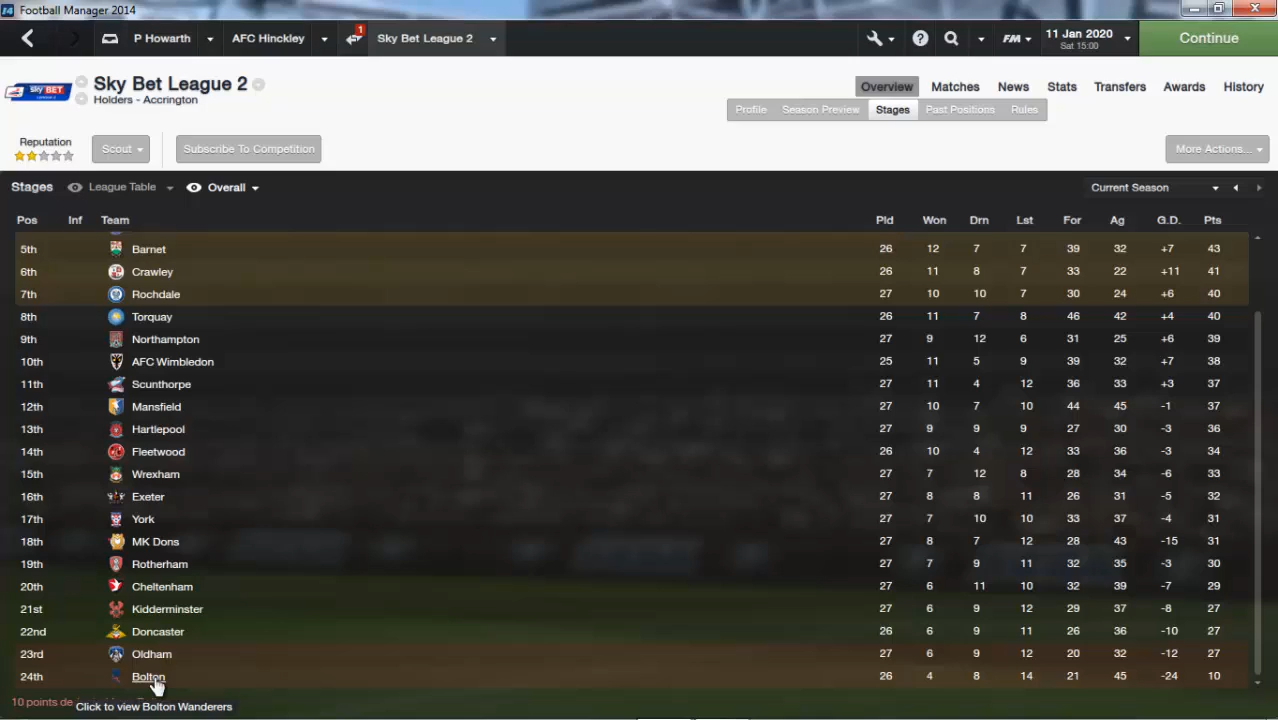 Football Manager 2014
P Howarth AFC Hinckley 1 Sky Bet League 2 FM 11 Jan 2020 Sat 15:00 Continue
Sky Bet League 2
Holders - Accrington
Overview Matches News Stats Transfers Awards History
Profile Season Preview Stages Past Positions Rules
Reputation
Scout Subscribe To Competition More Actions...
Stages League Table Overall Current Season
Pos Inf Team Pld Won Drn Lst For Ag G.D. Pts
5th Barnet 26 12 7 7 39 32 +7 43
6th Crawley 26 11 8 7 33 22 +11 41
7th Rochdale 27 10 10 7 30 24 +6 40
8th Torquay 26 11 7 8 46 42 +4 40
9th Northampton 27 9 12 6 31 25 +6 39
10th AFC Wimbledon 25 11 5 9 39 32 +7 38
11th Scunthorpe 27 11 4 12 36 33 +3 37
12th Mansfield 27 10 7 10 44 45 -1 37
13th Hartlepool 27 9 9 9 27 30 -3 36
14th Fleetwood 26 10 4 12 33 36 -3 34
15th Wrexham 27 7 12 8 28 34 -6 33
16th Exeter 27 8 8 11 26 31 -5 32
17th York 27 7 10 10 33 37 -4 31
18th MK Dons 27 8 7 12 28 43 -15 31
19th Rotherham 27 7 9 11 32 35 -3 30
20th Cheltenham 27 6 11 10 32 39 -7 29
21st Kidderminster 27 6 9 12 29 37 -8 27
22nd Doncaster 26 6 9 11 26 36 -10 27
23rd Oldham 27 6 9 12 20 32 -12 27
24th Bolton 26 4 8 14 21 45 -24 10
10 points de
Click to view Bolton Wanderers